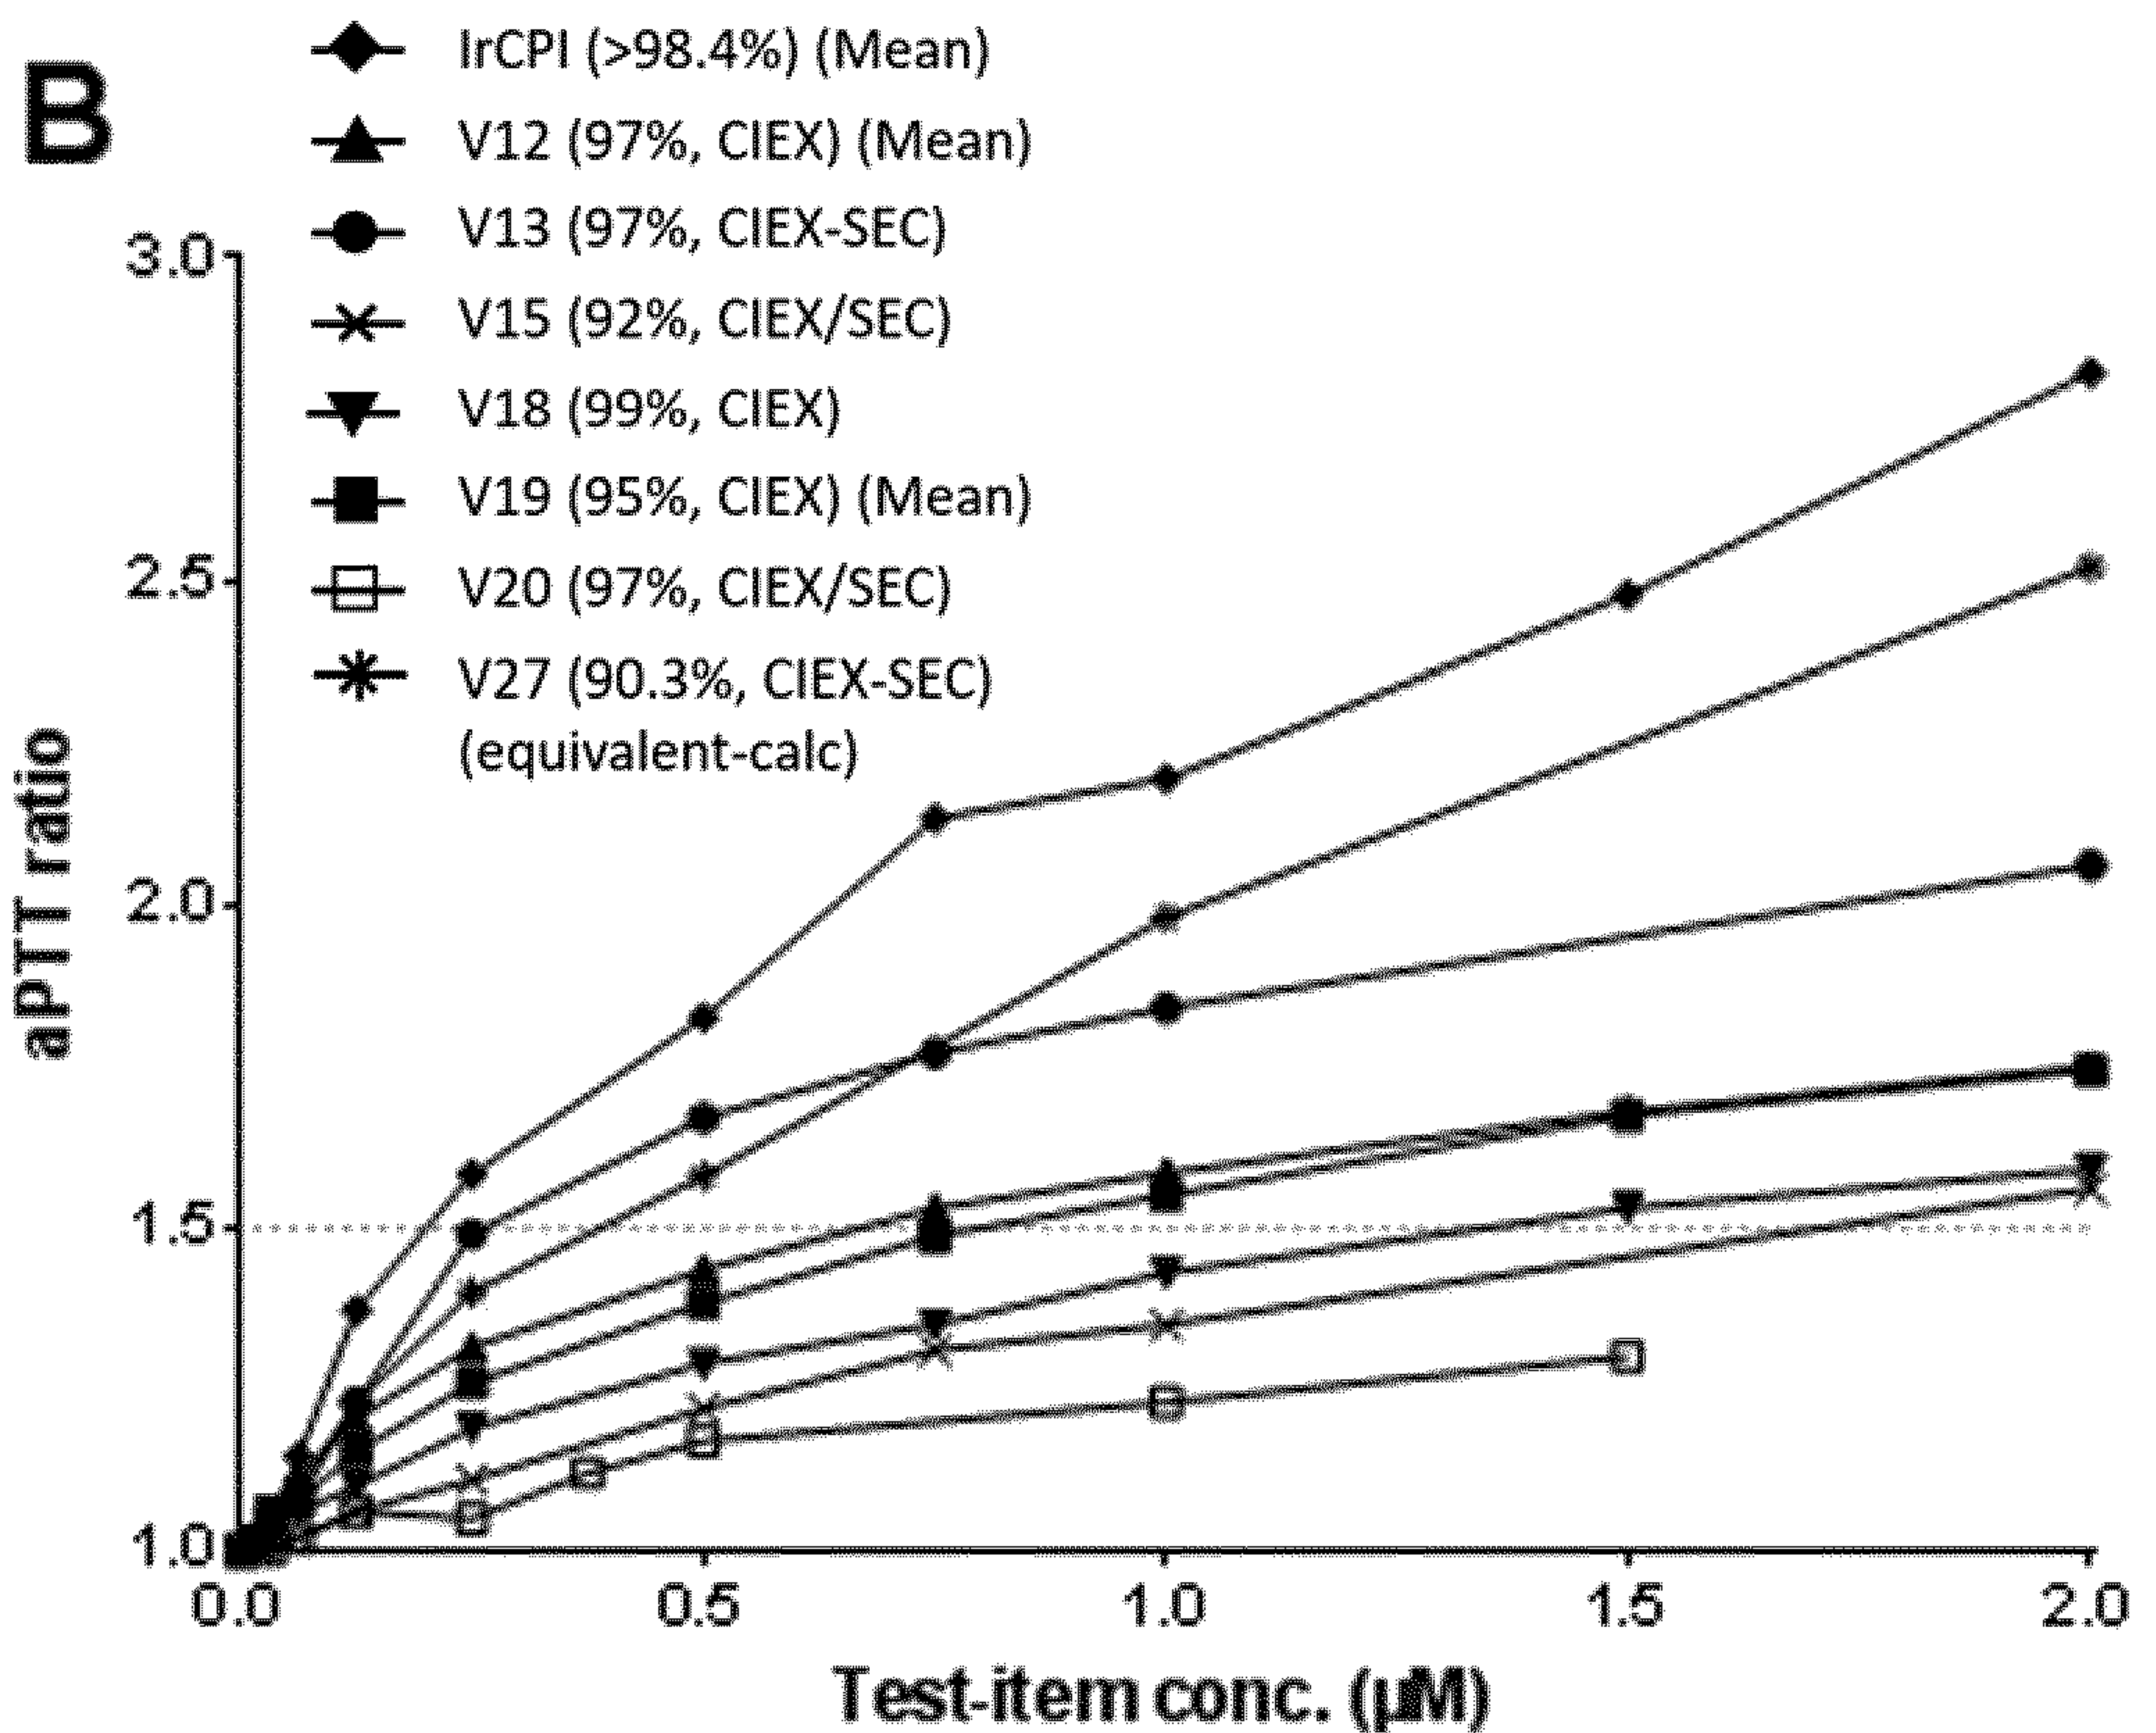 B
IrCPI (>98.4%) (Mean)
V12 (97%, CIEX) (Mean)
V13 (97%, CIEX-SEC)
V15 (92%, CIEX/SEC)
V18 (99%, CIEX)
V19 (95%, CIEX) (Mean)
V20 (97%, CIEX/SEC)
V27 (90.3%, CIEX-SEC)
(equivalent-calc)
aPTT ratio
3.0
2.5
2.0
1.5
1.0
0.0 0.5 1.0 1.5 2.0
Test-item conc. (µM)